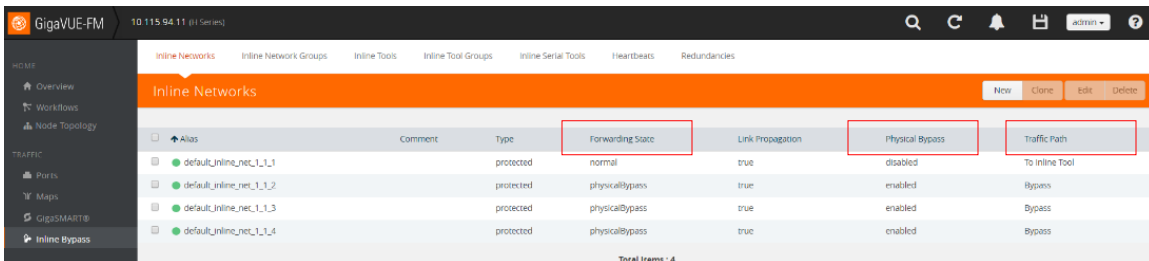 GigaVUE-FM 10.115.94.11 (H Series) admin
HOME
Overview
Workflows
Node Topology
TRAFFIC
Ports
Maps
GigaSMART®
Inline Bypass
Inline Networks Inline Network Groups Inline Tools Inline Tool Groups Inline Serial Tools Heartbeats Redundancies
Inline Networks New Clone Edit Delete
Alias Comment Type Forwarding State Link Propagation Physical Bypass Traffic Path
default_inline_net_1_1_1 protected normal true disabled To Inline Tool
default_inline_net_1_1_2 protected physicalBypass true enabled Bypass
default_inline_net_1_1_3 protected physicalBypass true enabled Bypass
default_inline_net_1_1_4 protected physicalBypass true enabled Bypass
Total Items : 4